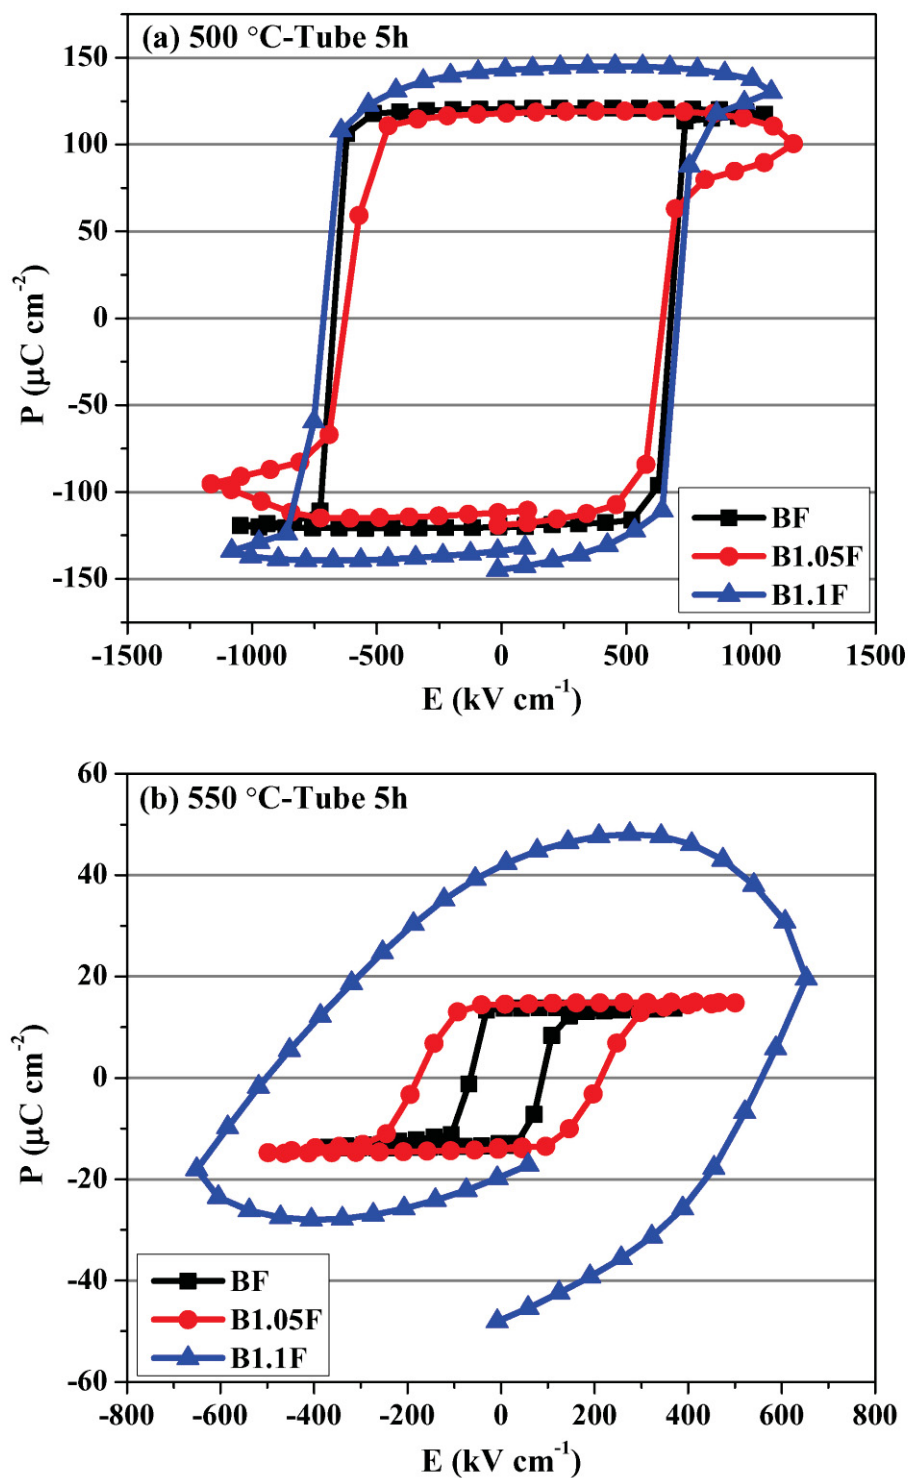 (a) 500 °C-Tube 5h
150
100
50
0
-50
-100
-150
P (μC cm-2)
BF
B1.05F
B1.1F
-1500 -1000 -500 0 500 1000 1500
E (kV cm-1)
(b) 550 °C-Tube 5h
60
40
20
0
-20
-40
-60
P (μC cm-2)
BF
B1.05F
B1.1F
-800 -600 -400 -200 0 200 400 600 800
E (kV cm-1)